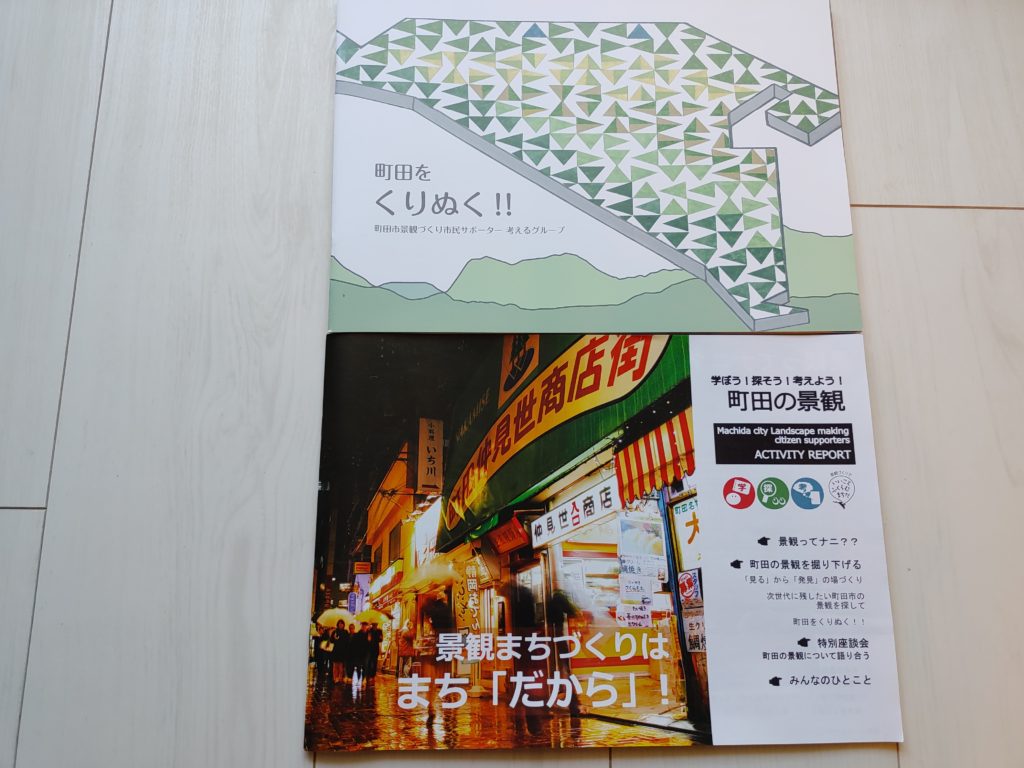 町田を
くりぬく!!
町田市景観づくり市民サポーター 考えるグループ
仲見世商店街
小料理 いち川
仲見世商店
景観まちづくりは
まち「だから」!
学ぼう!探そう!考えよう!
町田の景観
Machida city Landscape making
citizen supporters
ACTIVITY REPORT
学 探 考
景観ってナニ??
町田の景観を掘り下げる
「見る」から「発見」の場づくり
次世代に残したい町田市の
景観を探して
町田をくりぬく!!
特別座談会
町田の景観について語り合う
みんなのひとこと